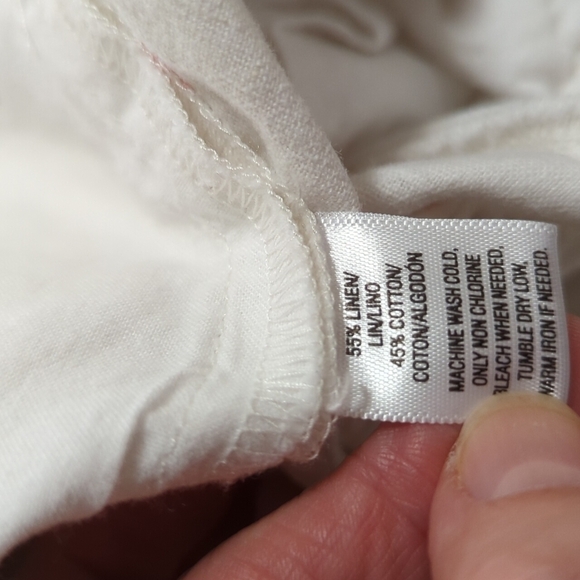 55% LINEN/
LIN/LINO
45% COTTON/
COTON/ALGODÓN
MACHINE WASH COLD,
ONLY NON CHLORINE
BLEACH WHEN NEEDED,
TUMBLE DRY LOW,
WARM IRON IF NEEDED.